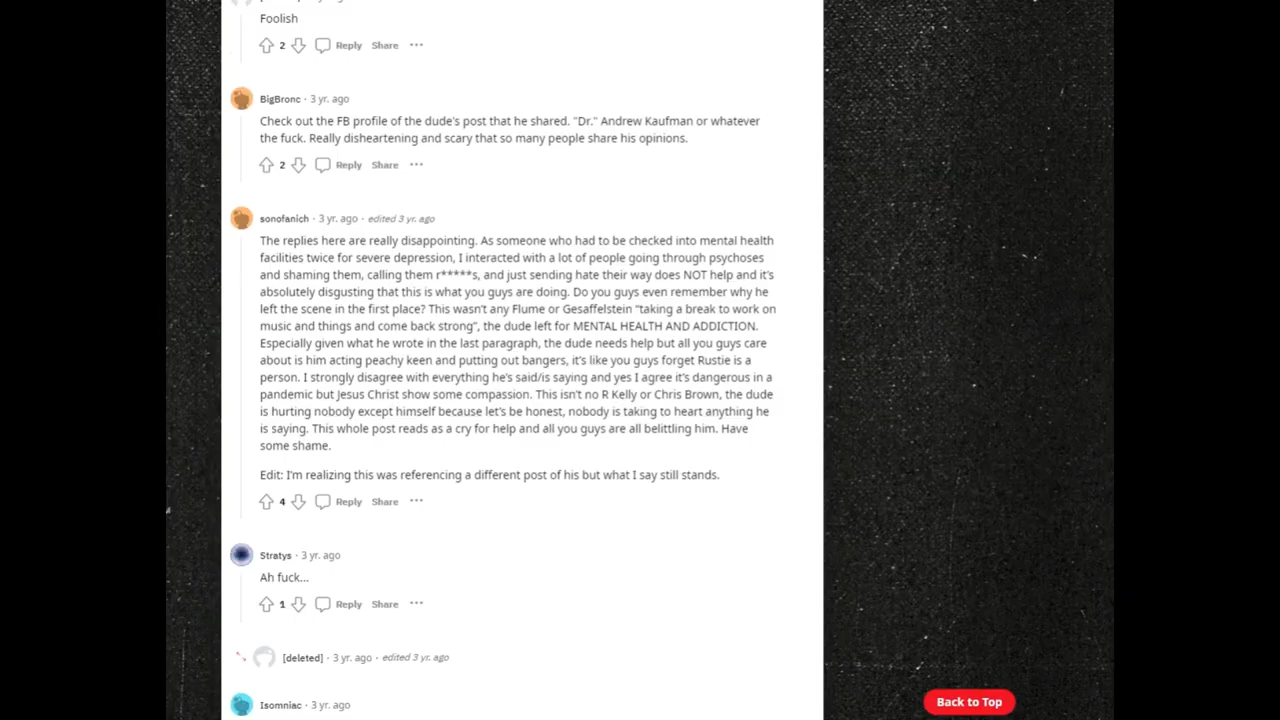 Foolish
2 Reply Share ...
BigBronc · 3 yr. ago
Check out the FB profile of the dude's post that he shared. "Dr." Andrew Kaufman or whatever
the fuck. Really disheartening and scary that so many people share his opinions.
2 Reply Share ...
sonofanich · 3 yr. ago · edited 3 yr. ago
The replies here are really disappointing. As someone who had to be checked into mental health
facilities twice for severe depression, I interacted with a lot of people going through psychoses
and shaming them, calling them r*****s, and just sending hate their way does NOT help and it's
absolutely disgusting that this is what you guys are doing. Do you guys even remember why he
left the scene in the first place? This wasn't any Flume or Gesaffelstein "taking a break to work on
music and things and come back strong", the dude left for MENTAL HEALTH AND ADDICTION.
Especially given what he wrote in the last paragraph, the dude needs help but all you guys care
about is him acting peachy keen and putting out bangers, it's like you guys forget Rustie is a
person. I strongly disagree with everything he's said/is saying and yes I agree it's dangerous in a
pandemic but Jesus Christ show some compassion. This isn't no R Kelly or Chris Brown, the dude
is hurting nobody except himself because let's be honest, nobody is taking to heart anything he
is saying. This whole post reads as a cry for help and all you guys are all belittling him. Have
some shame.
Edit: I'm realizing this was referencing a different post of his but what I say still stands.
4 Reply Share ...
Stratys · 3 yr. ago
Ah fuck...
1 Reply Share ...
[deleted] · 3 yr. ago · edited 3 yr. ago
Isomniac · 3 yr. ago
Back to Top